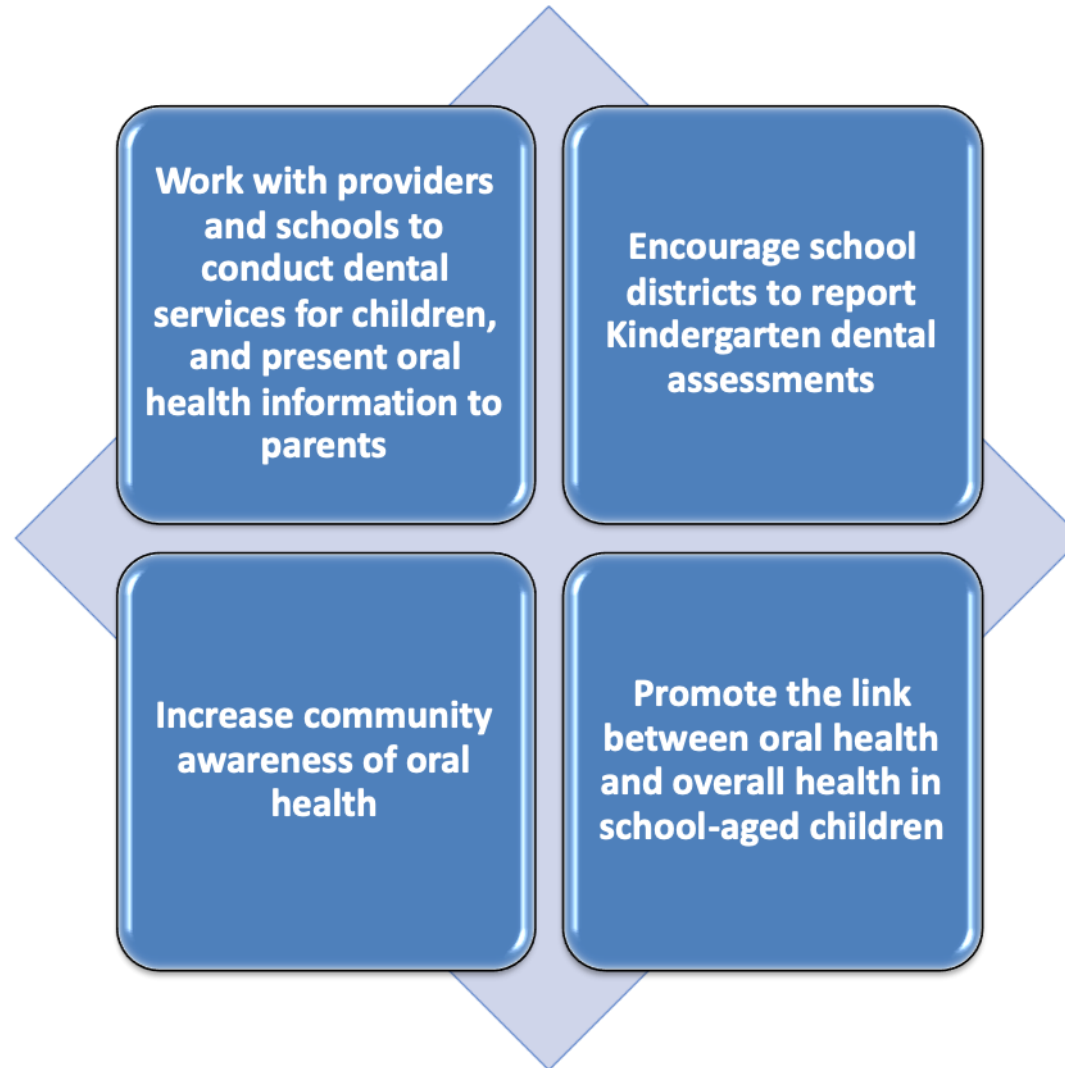 Work with providers
and schools to
conduct dental
services for children,
and present oral
health information to
parents
Encourage school
districts to report
Kindergarten dental
assessments
Increase community
awareness of oral
health
Promote the link
between oral health
and overall health in
school-aged children